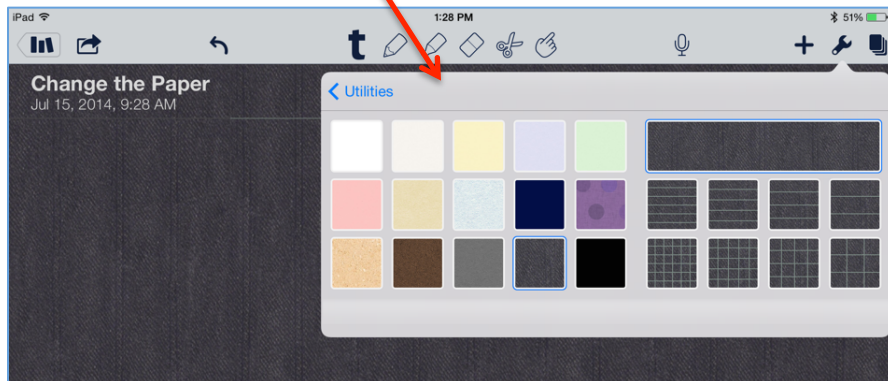 iPad 1:28 PM 51%
t
Change the Paper
Jul 15, 2014, 9:28 AM
Utilities